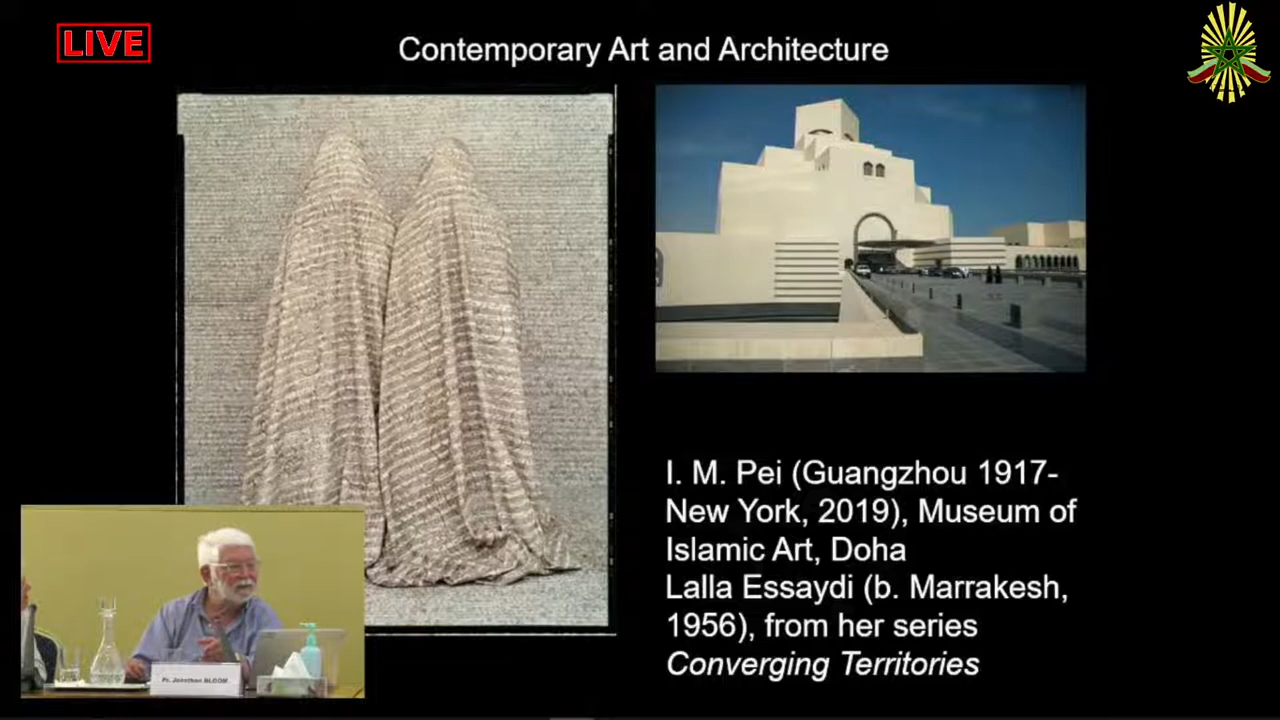 LIVE
Contemporary Art and Architecture
I. M. Pei (Guangzhou 1917-
New York, 2019), Museum of
Islamic Art, Doha
Lalla Essaydi (b. Marrakesh,
1956), from her series
Converging Territories
Pr. Jonathan BLOOM